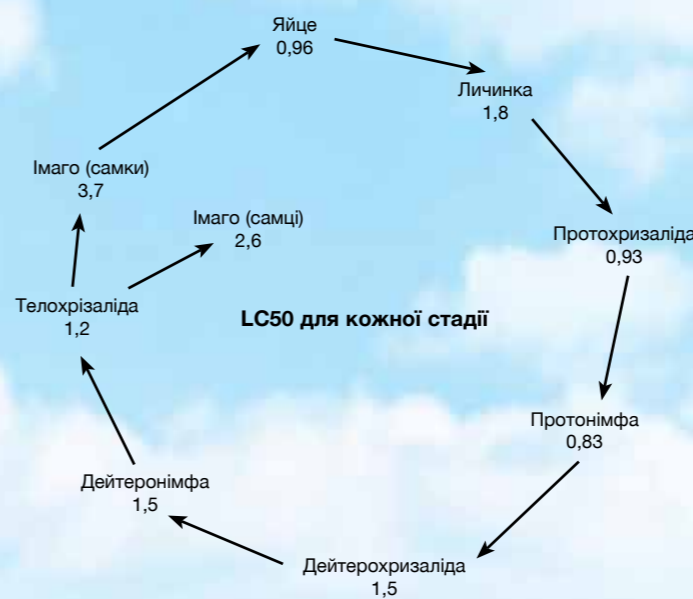 Яйце
0,96
Личинка
1,8
Протохризаліда
0,93
Протонімфа
0,83
Дейтерохризаліда
1,5
Дейтеронімфа
1,5
Телохрізаліда
1,2
Імаго (самки)
3,7
Імаго (самці)
2,6
LC50 для кожної стадії